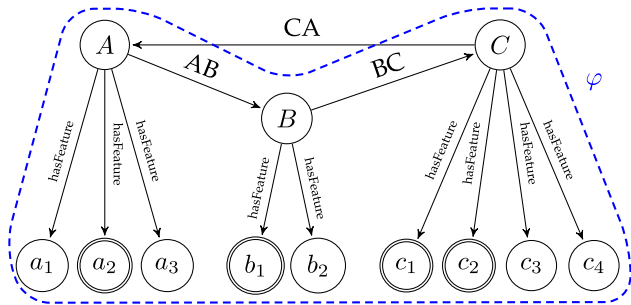 CA
A
C
AB
BC
φ
B
hasFeature
hasFeature
hasFeature
hasFeature
hasFeature
hasFeature
hasFeature
hasFeature
hasFeature
a₁
a₂
a₃
b₁
b₂
c₁
c₂
c₃
c₄